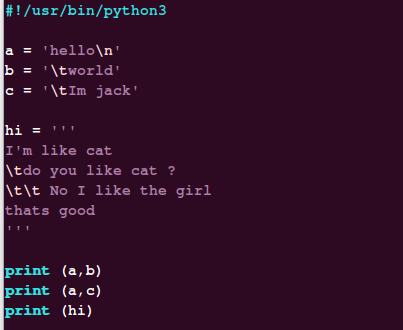 #!/usr/bin/python3
a = 'hello\n'
b = '\tworld'
c = '\tIm jack'
hi = '''
I'm like cat
\tdo you like cat ?
\t\t No I like the girl
thats good
'''
print (a,b)
print (a,c)
print (hi)